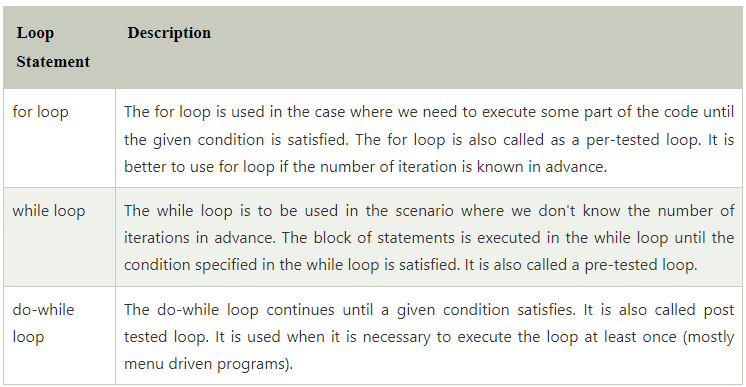 Loop Description
Statement
for loop The for loop is used in the case where we need to execute some part of the code until
the given condition is satisfied. The for loop is also called as a per-tested loop. It is
better to use for loop if the number of iteration is known in advance.
while loop The while loop is to be used in the scenario where we don't know the number of
iterations in advance. The block of statements is executed in the while loop until the
condition specified in the while loop is satisfied. It is also called a pre-tested loop.
do-while The do-while loop continues until a given condition satisfies. It is also called post
loop tested loop. It is used when it is necessary to execute the loop at least once (mostly
menu driven programs).